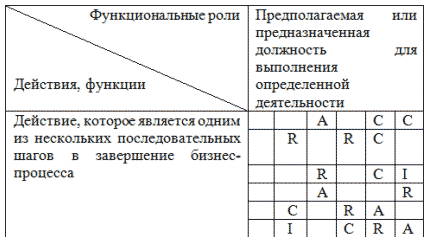 Функциональные роли
Действия, функции
Предполагаемая или
предназначенная
должность для
выполнения
определенной
деятельности
Действие, которое является одним
из нескольких последовательных
шагов в завершение бизнес-
процесса
A C C
R R C
R C I
A R
C R A
I C R A